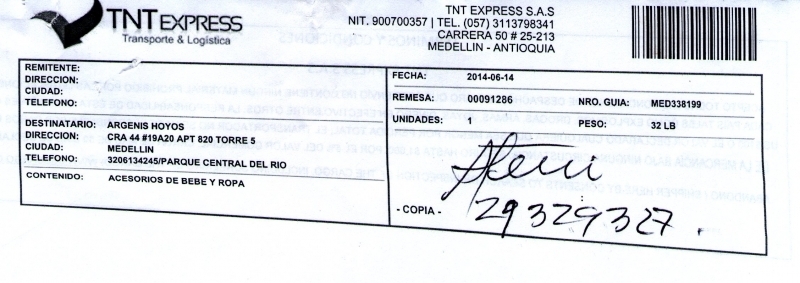 TNT EXPRESS
Transporte & Logística
TNT EXPRESS S.A.S
NIT. 900700357 | TEL. (057) 3113798341
CARRERA 50 # 25-213
MEDELLIN - ANTIOQUIA
REMITENTE:
DIRECCION:
CIUDAD:
TELEFONO:
DESTINATARIO: ARGENIS HOYOS
DIRECCION: CRA 44 #19A20 APT 820 TORRE 5
CIUDAD: MEDELLIN
TELEFONO: 3206134245/PARQUE CENTRAL DEL RIO
CONTENIDO: ACESORIOS DE BEBE Y ROPA
FECHA: 2014-06-14
REMESA: 00091286 NRO. GUIA: MED338199
UNIDADES: 1 PESO: 32 LB
- COPIA -
29329327.